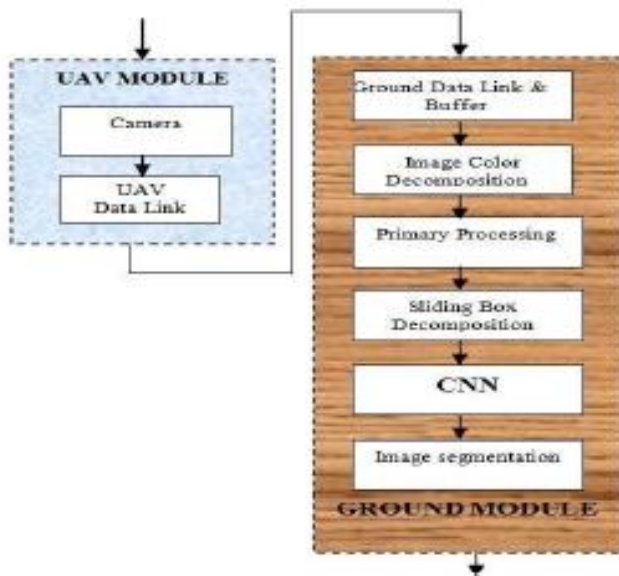 UAV MODULE
Camera
UAV
Data Link
Ground Data Link &
Buffer
Image Color
Decomposition
Primary Processing
Sliding Box
Decomposition
CNN
Image segmentation
GROUND MODULE